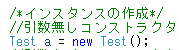 /*インスタンスの作成*/
//引数無しコンストラクタ
Test a = new Test();